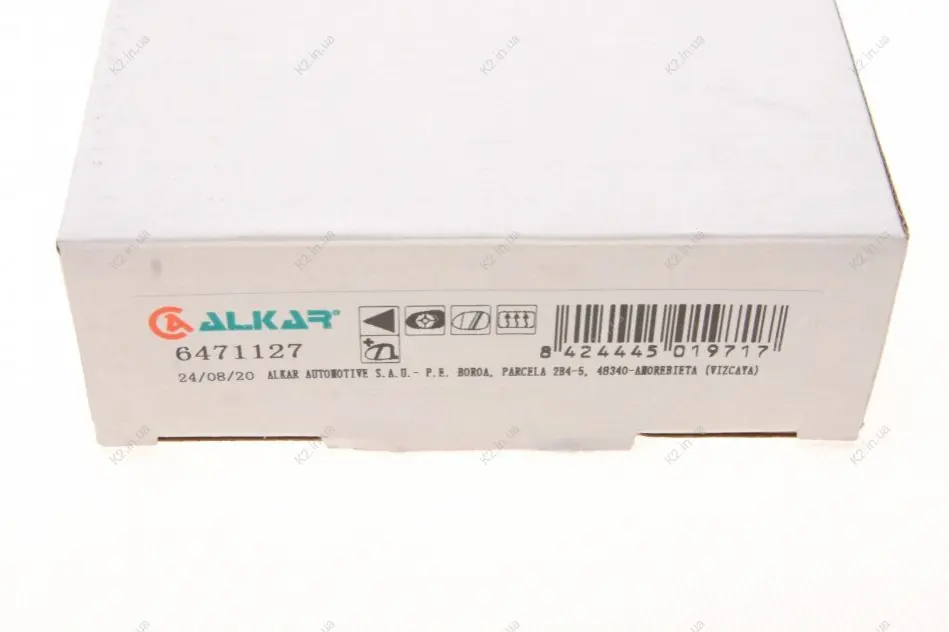 ALKAR
6471127
8 424445 019717
24/08/20 ALKAR AUTOMOTIVE S.A.U.- P.E. BOROA, PARCELA 2B4-5, 48340-AMOREBIETA (VIZCAYA)
K2.in.ua